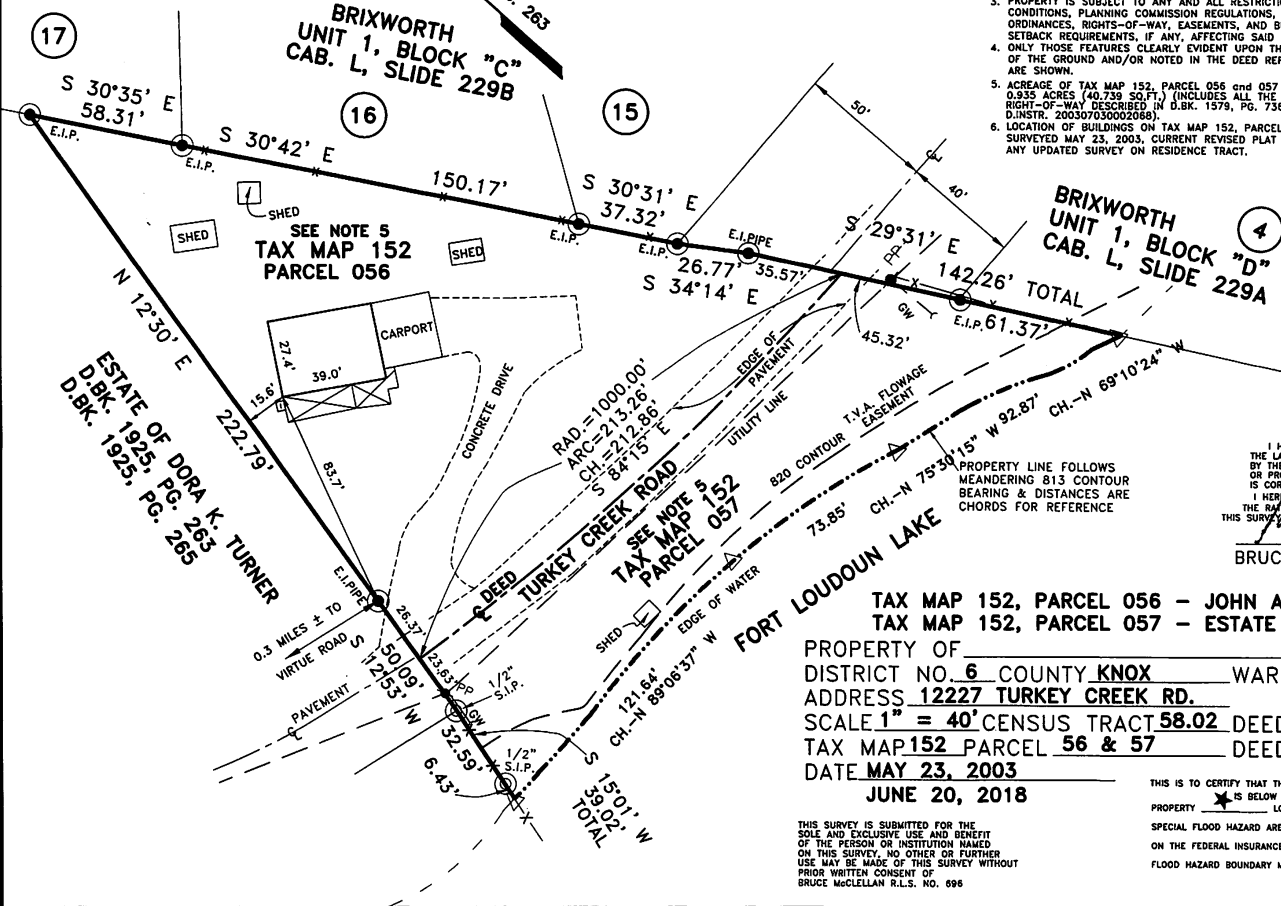 17
S 30°35' E
58.31'
E.I.P.
BRIXWORTH
UNIT 1, BLOCK "C"
CAB. L, SLIDE 229B
263
16
15
S 30°42' E
150.17'
E.I.P.
S 30°31' E
37.32'
E.I.P.
E.I.P.
E.I.PIPE
26.77'
S 34°14' E
35.57'
50'
40'
℄
S 29°31' E
142.26' TOTAL
PP
GW
E.I.P.
61.37'
45.32'
BRIXWORTH
UNIT 1, BLOCK "D"
CAB. L, SLIDE 229A
4
3. PROPERTY IS SUBJECT TO ANY AND ALL RESTRICTIO
CONDITIONS, PLANNING COMMISSION REGULATIONS,
ORDINANCES, RIGHTS-OF-WAY, EASEMENTS, AND B
SETBACK REQUIREMENTS, IF ANY, AFFECTING SAID
4. ONLY THOSE FEATURES CLEARLY EVIDENT UPON TH
OF THE GROUND AND/OR NOTED IN THE DEED REF
ARE SHOWN.
5. ACREAGE OF TAX MAP 152, PARCEL 056 and 057
0.935 ACRES (40.739 SQ.FT.) (INCLUDES ALL THE
RIGHT-OF-WAY DESCRIBED IN D.BK. 1579, PG. 736
D.INSTR. 200307030002068).
6. LOCATION OF BUILDINGS ON TAX MAP 152, PARCEL
SURVEYED MAY 23, 2003, CURRENT REVISED PLAT
ANY UPDATED SURVEY ON RESIDENCE TRACT.
SHED
SHED
SHED
SEE NOTE 5
TAX MAP 152
PARCEL 056
CARPORT
27.4'
39.0'
15.6'
83.7'
CONCRETE DRIVE
N 12°30' E
222.79'
ESTATE OF DORA K. TURNER
D.BK. 1925, PG. 263
D.BK. 1925, PG. 265
RAD.=1000.00'
ARC=213.26'
CH.=212.86'
S 84°15' E
EDGE OF
PAVEMENT
UTILITY LINE
℄ DEED
TURKEY CREEK ROAD
SEE NOTE 5
TAX MAP 152
PARCEL 057
820 CONTOUR
T.V.A. FLOWAGE
EASEMENT
PROPERTY LINE FOLLOWS
MEANDERING 813 CONTOUR
BEARING & DISTANCES ARE
CHORDS FOR REFERENCE
CH.-N 69°10'24" W
92.87'
CH.-N 75°30'15" W
73.85'
CH.-N 89°06'37" W
121.64'
EDGE OF WATER
SHED
FORT LOUDOUN LAKE
E.I.PIPE
0.3 MILES ± TO
VIRTUE ROAD
26.37'
50.09'
S 12°53' W
23.63'
PP
1/2"
S.I.P.
GW
PAVEMENT
℄
32.59'
1/2"
S.I.P.
6.43'
S 15°01' W
39.02'
TOTAL
I H
THE LA
BY THE
OR PRO
IS COR
I HERE
THE RA
THIS SURVEY
BRUC
TAX MAP 152, PARCEL 056 - JOHN A
TAX MAP 152, PARCEL 057 - ESTATE
PROPERTY OF
DISTRICT NO. 6 COUNTY KNOX WAR
ADDRESS 12227 TURKEY CREEK RD.
SCALE 1" = 40' CENSUS TRACT 58.02 DEED
TAX MAP 152 PARCEL 56 & 57 DEED
DATE MAY 23, 2003
JUNE 20, 2018
THIS SURVEY IS SUBMITTED FOR THE
SOLE AND EXCLUSIVE USE AND BENEFIT
OF THE PERSON OR INSTITUTION NAMED
ON THIS SURVEY. NO OTHER OR FURTHER
USE MAY BE MADE OF THIS SURVEY WITHOUT
PRIOR WRITTEN CONSENT OF
BRUCE McCLELLAN R.L.S. NO. 696
THIS IS TO CERTIFY THAT TH
IS BELOW
PROPERTY LO
SPECIAL FLOOD HAZARD ARE
ON THE FEDERAL INSURANCE
FLOOD HAZARD BOUNDARY M